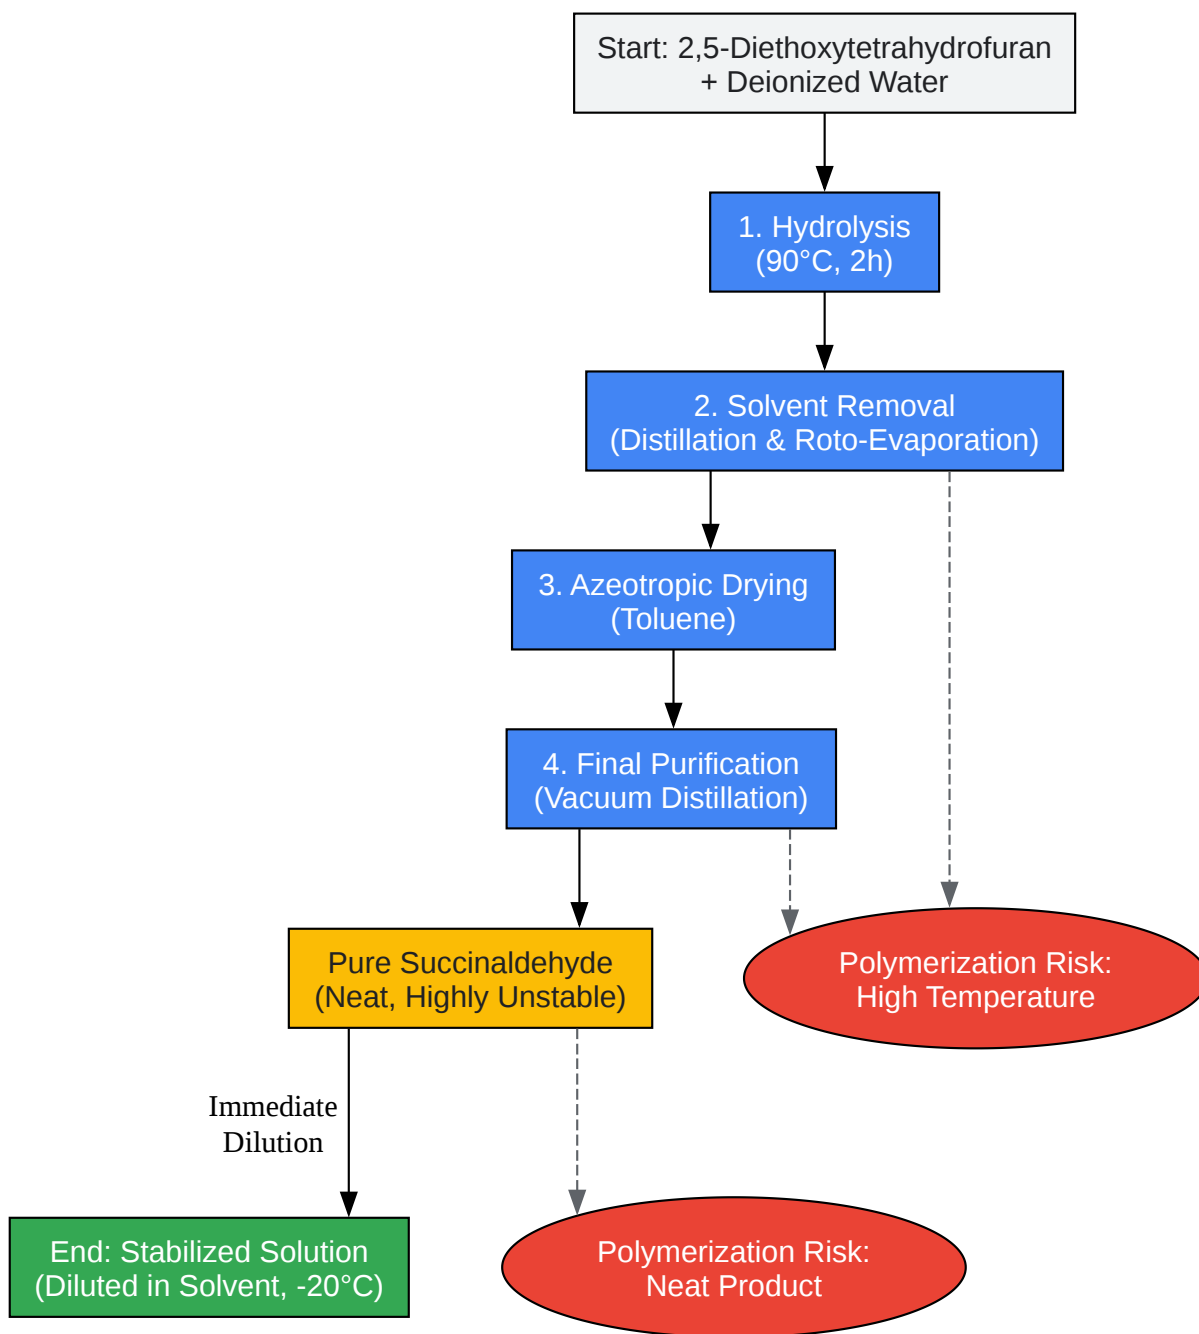 Start: 2,5-Diethoxytetrahydrofuran
+ Deionized Water
1. Hydrolysis
(90°C, 2h)
2. Solvent Removal
(Distillation & Roto-Evaporation)
3. Azeotropic Drying
(Toluene)
4. Final Purification
(Vacuum Distillation)
Pure Succinaldehyde
(Neat, Highly Unstable)
Polymerization Risk:
High Temperature
Immediate
Dilution
End: Stabilized Solution
(Diluted in Solvent, -20°C)
Polymerization Risk:
Neat Product